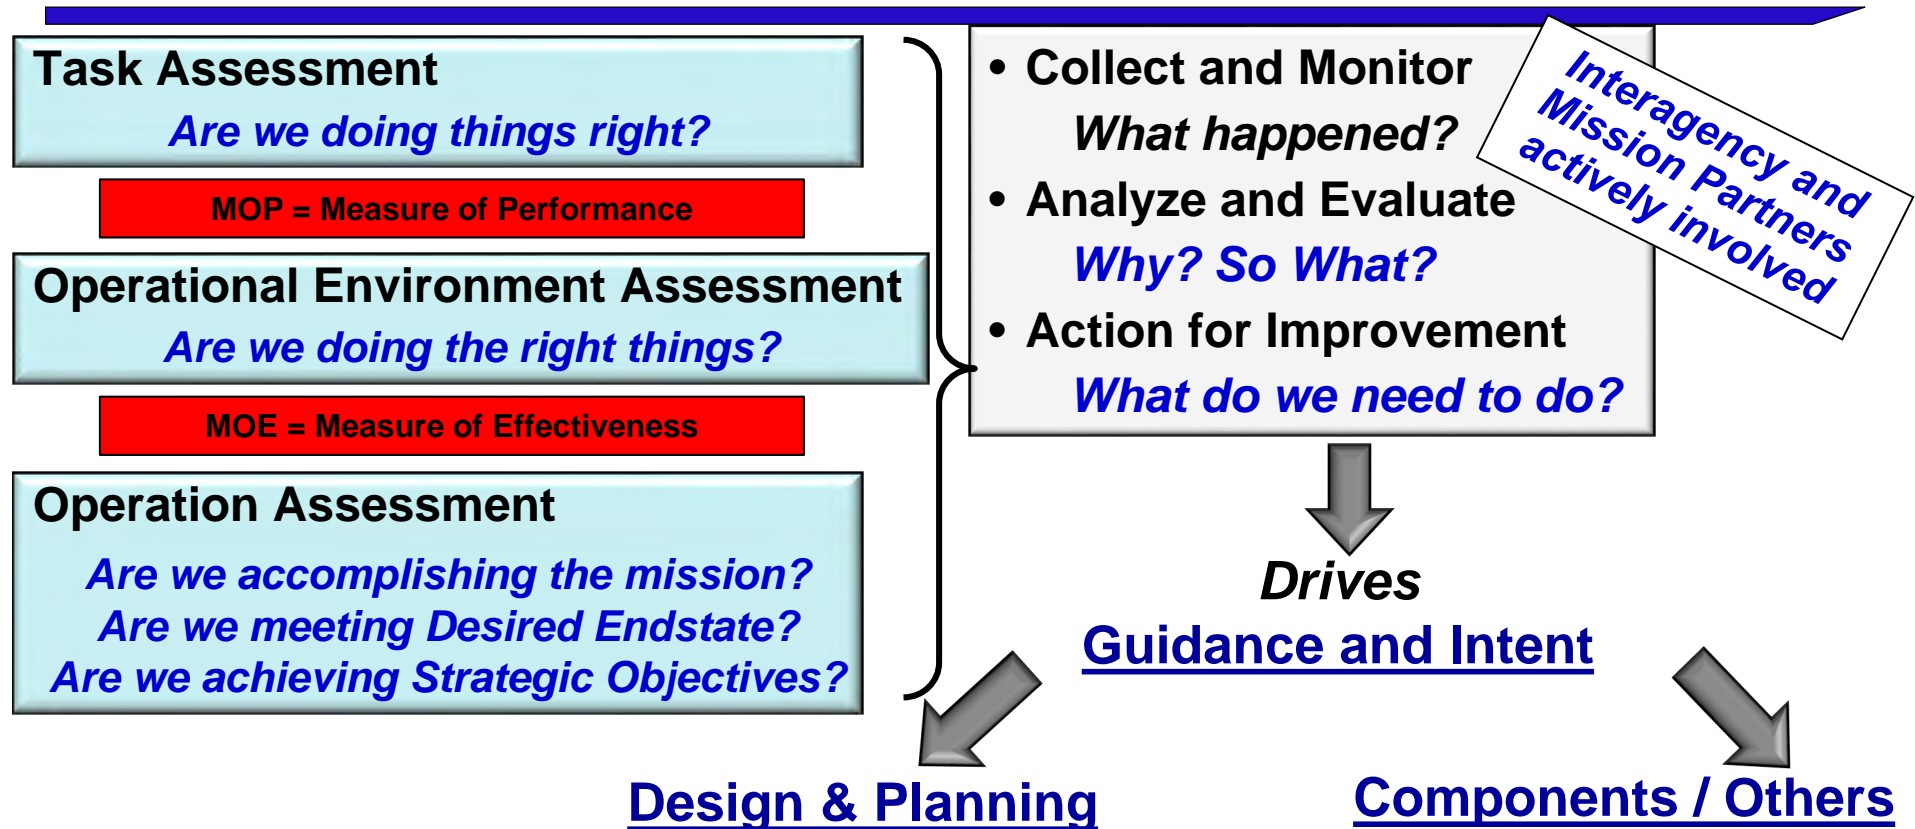 Task Assessment
Are we doing things right?
MOP = Measure of Performance
Operational Environment Assessment
Are we doing the right things?
MOE = Measure of Effectiveness
Operation Assessment
Are we accomplishing the mission?
Are we meeting Desired Endstate?
Are we achieving Strategic Objectives?
• Collect and Monitor
What happened?
• Analyze and Evaluate
Why? So What?
• Action for Improvement
What do we need to do?
Interagency and
Mission Partners
actively involved
Drives
Guidance and Intent
Design & Planning
Components / Others